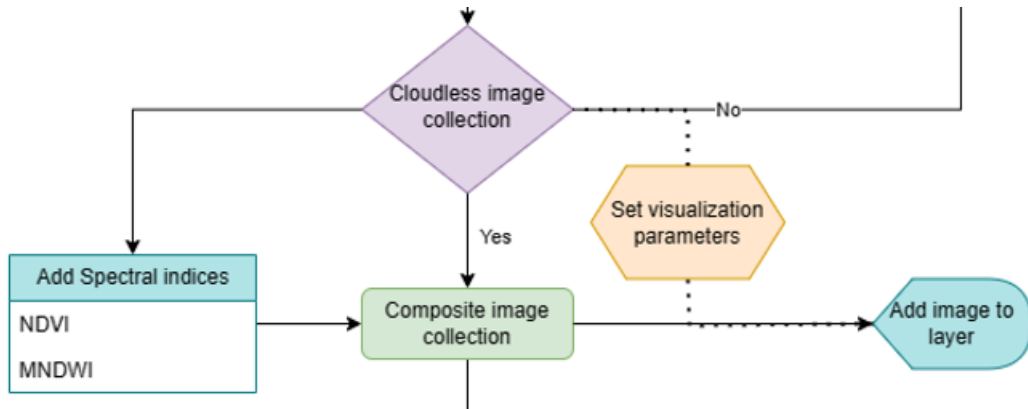 Cloudless image
collection
No
Set visualization
parameters
Yes
Add Spectral indices
NDVI
MNDWI
Composite image
collection
Add image to
layer